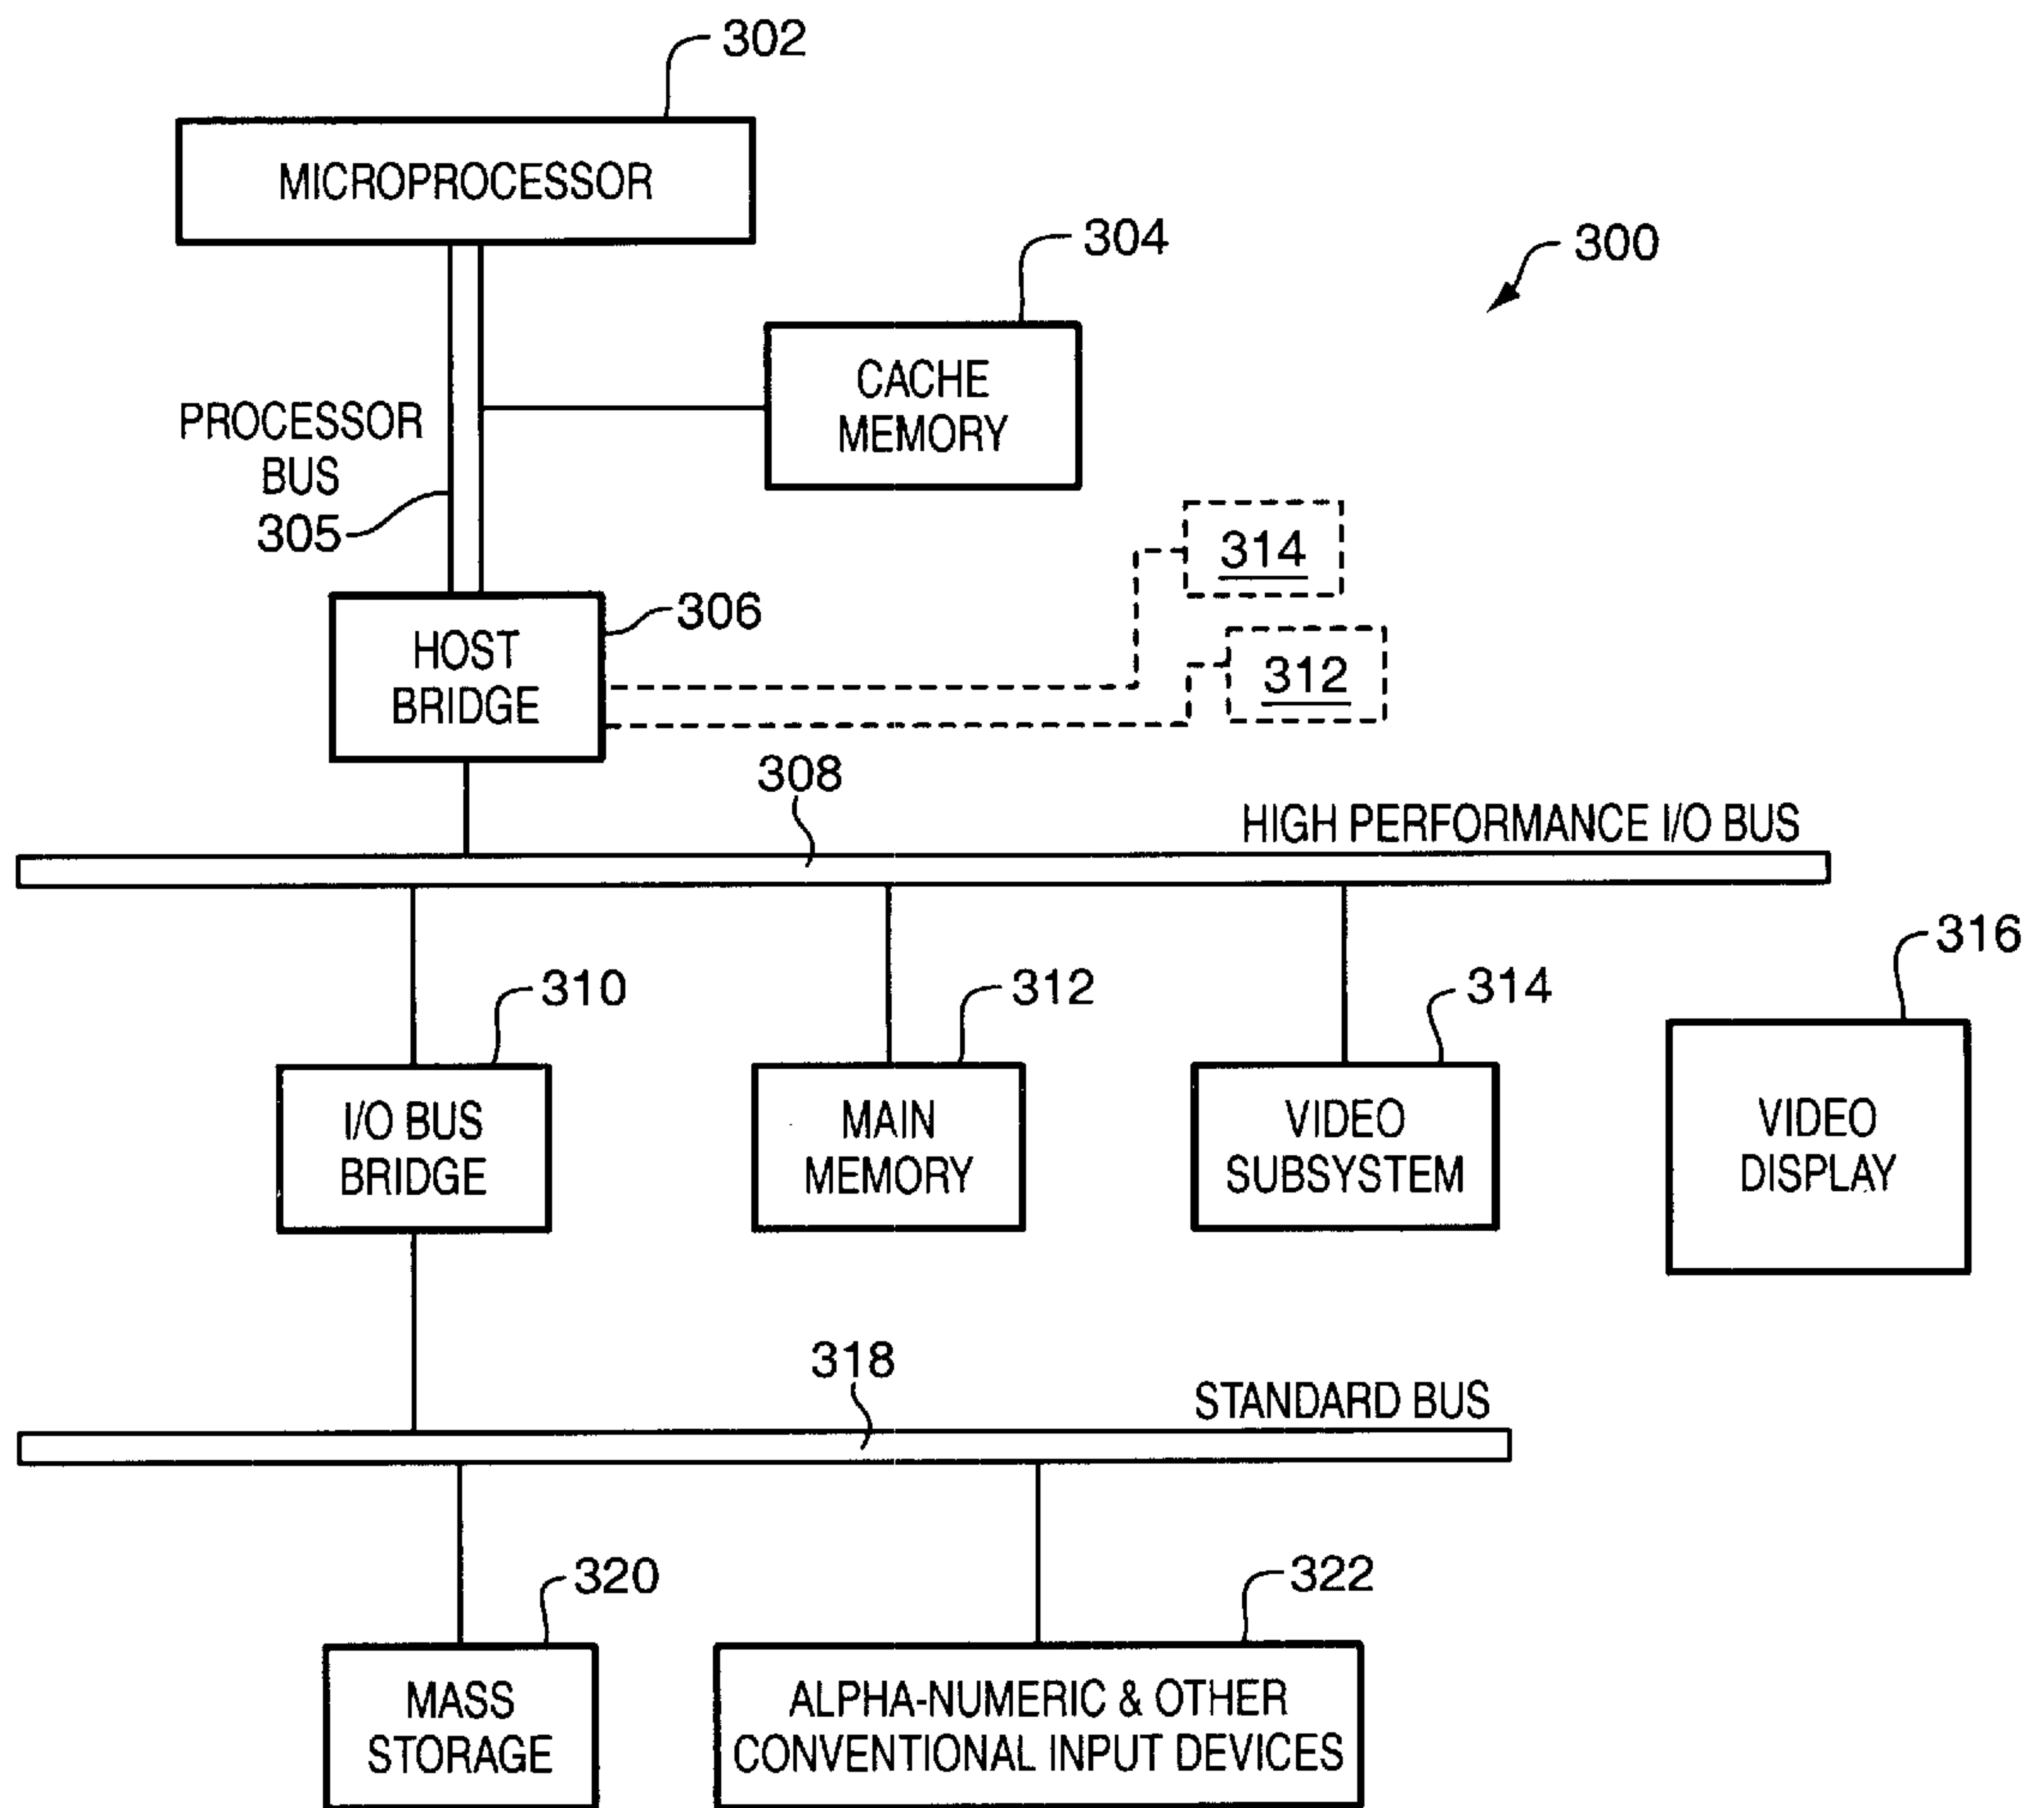 302
MICROPROCESSOR
304
300
CACHE
MEMORY
PROCESSOR
BUS
305
314
306
HOST
BRIDGE
312
308
HIGH PERFORMANCE I/O BUS
316
310
312
314
I/O BUS
BRIDGE
MAIN
MEMORY
VIDEO
SUBSYSTEM
VIDEO
DISPLAY
318
STANDARD BUS
320
322
MASS
STORAGE
ALPHA-NUMERIC & OTHER
CONVENTIONAL INPUT DEVICES